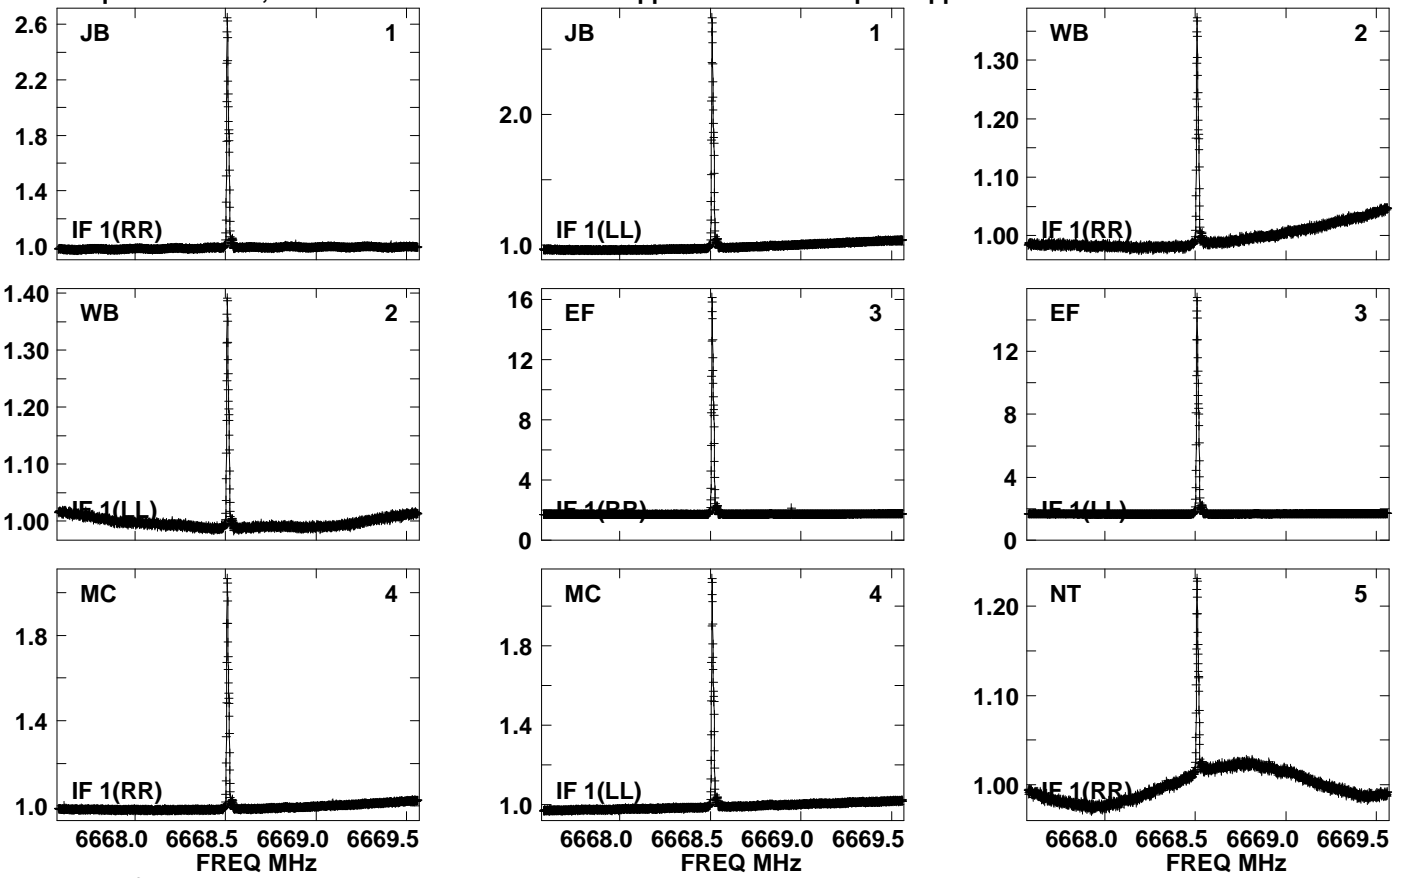 JB 1
2.6
2.2
1.8
1.4
1.0
IF 1(RR)
JB 1
2.0
1.0
IF 1(LL)
WB 2
1.30
1.20
1.10
1.00
IF 1(RR)
WB 2
1.40
1.30
1.20
1.10
1.00
IF 1(LL)
EF 3
16
12
8
4
0
IF 1(RR)
EF 3
12
8
4
0
IF 1(LL)
MC 4
1.8
1.4
1.0
IF 1(RR)
6668.0 6668.5 6669.0 6669.5
FREQ MHz
MC 4
1.8
1.4
1.0
IF 1(LL)
6668.0 6668.5 6669.0 6669.5
FREQ MHz
NT 5
1.20
1.10
1.00
IF 1(RR)
6668.0 6668.5 6669.0 6669.5
FREQ MHz